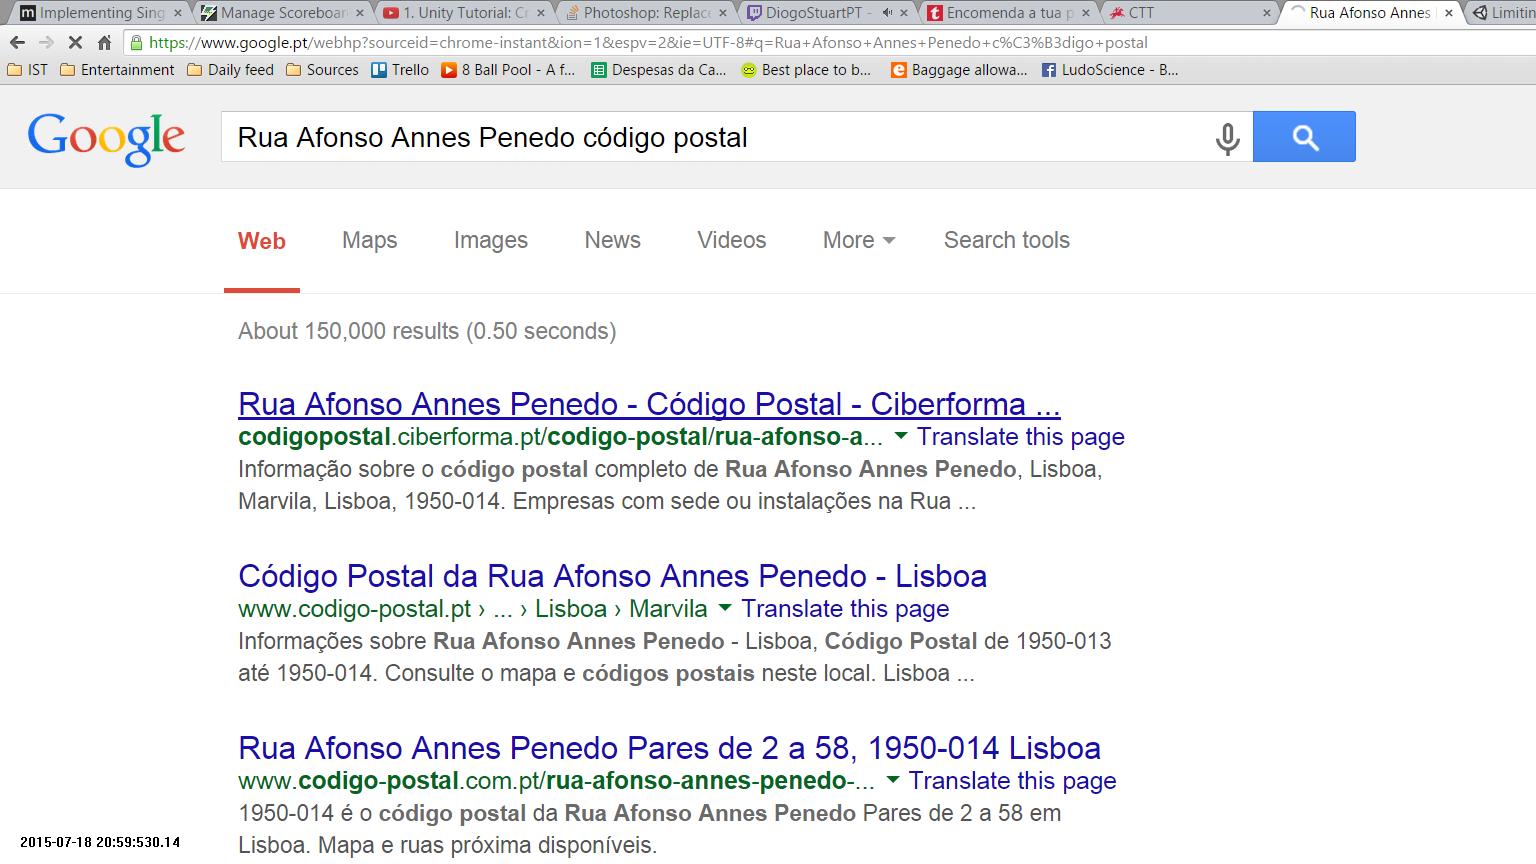 Implementing Sing
Manage Scoreboar
1. Unity Tutorial: Cr
Photoshop: Replace
DiogoStuartPT -
Encomenda a tua p
CTT
Rua Afonso Annes
Limiting
https://www.google.pt/webhp?sourceid=chrome-instant&ion=1&espv=2&ie=UTF-8#q=Rua+Afonso+Annes+Penedo+c%C3%B3digo+postal
IST Entertainment Daily feed Sources Trello 8 Ball Pool - A f... Despesas da Ca... Best place to b... Baggage allowa... LudoScience - B...
Google
Rua Afonso Annes Penedo código postal
Web Maps Images News Videos More Search tools
About 150,000 results (0.50 seconds)
Rua Afonso Annes Penedo - Código Postal - Ciberforma ...
codigopostal.ciberforma.pt/codigo-postal/rua-afonso-a... Translate this page
Informação sobre o código postal completo de Rua Afonso Annes Penedo, Lisboa,
Marvila, Lisboa, 1950-014. Empresas com sede ou instalações na Rua ...
Código Postal da Rua Afonso Annes Penedo - Lisboa
www.codigo-postal.pt › ... › Lisboa › Marvila Translate this page
Informações sobre Rua Afonso Annes Penedo - Lisboa, Código Postal de 1950-013
até 1950-014. Consulte o mapa e códigos postais neste local. Lisboa ...
Rua Afonso Annes Penedo Pares de 2 a 58, 1950-014 Lisboa
www.codigo-postal.com.pt/rua-afonso-annes-penedo-... Translate this page
1950-014 é o código postal da Rua Afonso Annes Penedo Pares de 2 a 58 em
Lisboa. Mapa e ruas próxima disponíveis.
2015-07-18 20:59:530.14